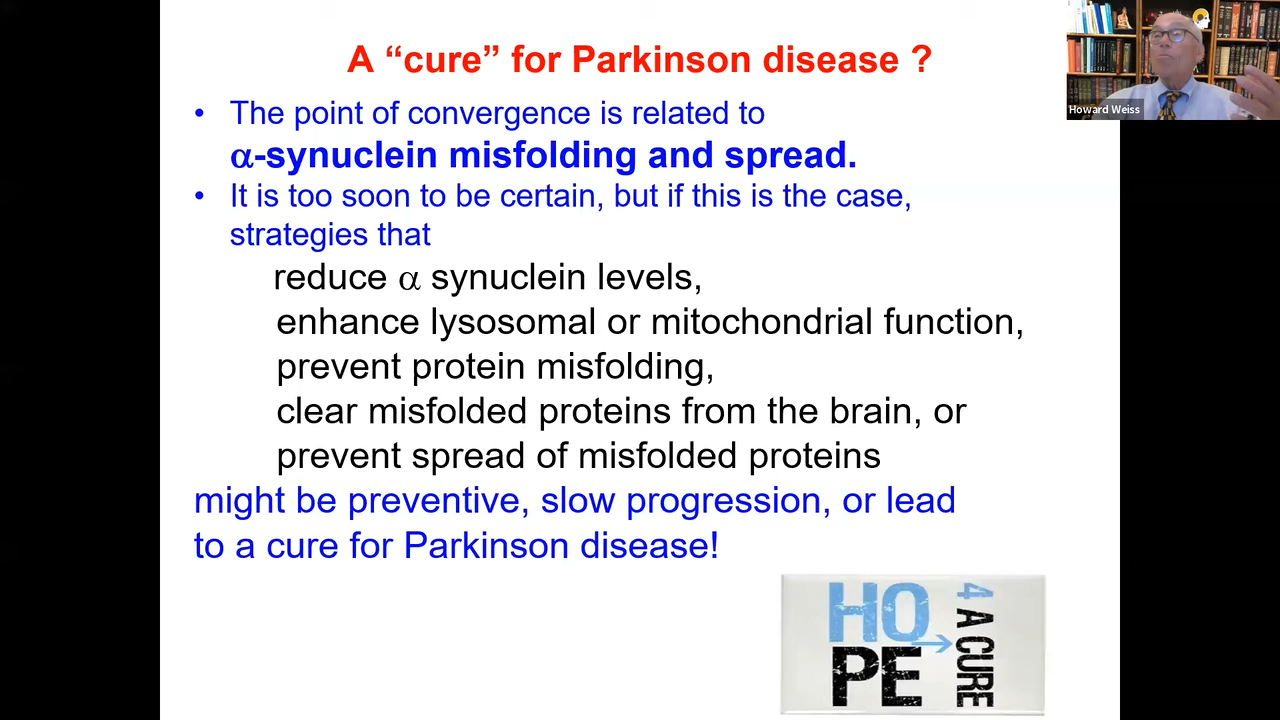 A “cure” for Parkinson disease ?
• The point of convergence is related to
α-synuclein misfolding and spread.
• It is too soon to be certain, but if this is the case,
strategies that
reduce α synuclein levels,
enhance lysosomal or mitochondrial function,
prevent protein misfolding,
clear misfolded proteins from the brain, or
prevent spread of misfolded proteins
might be preventive, slow progression, or lead
to a cure for Parkinson disease!
HO
PE
4 A CURE
Howard Weiss